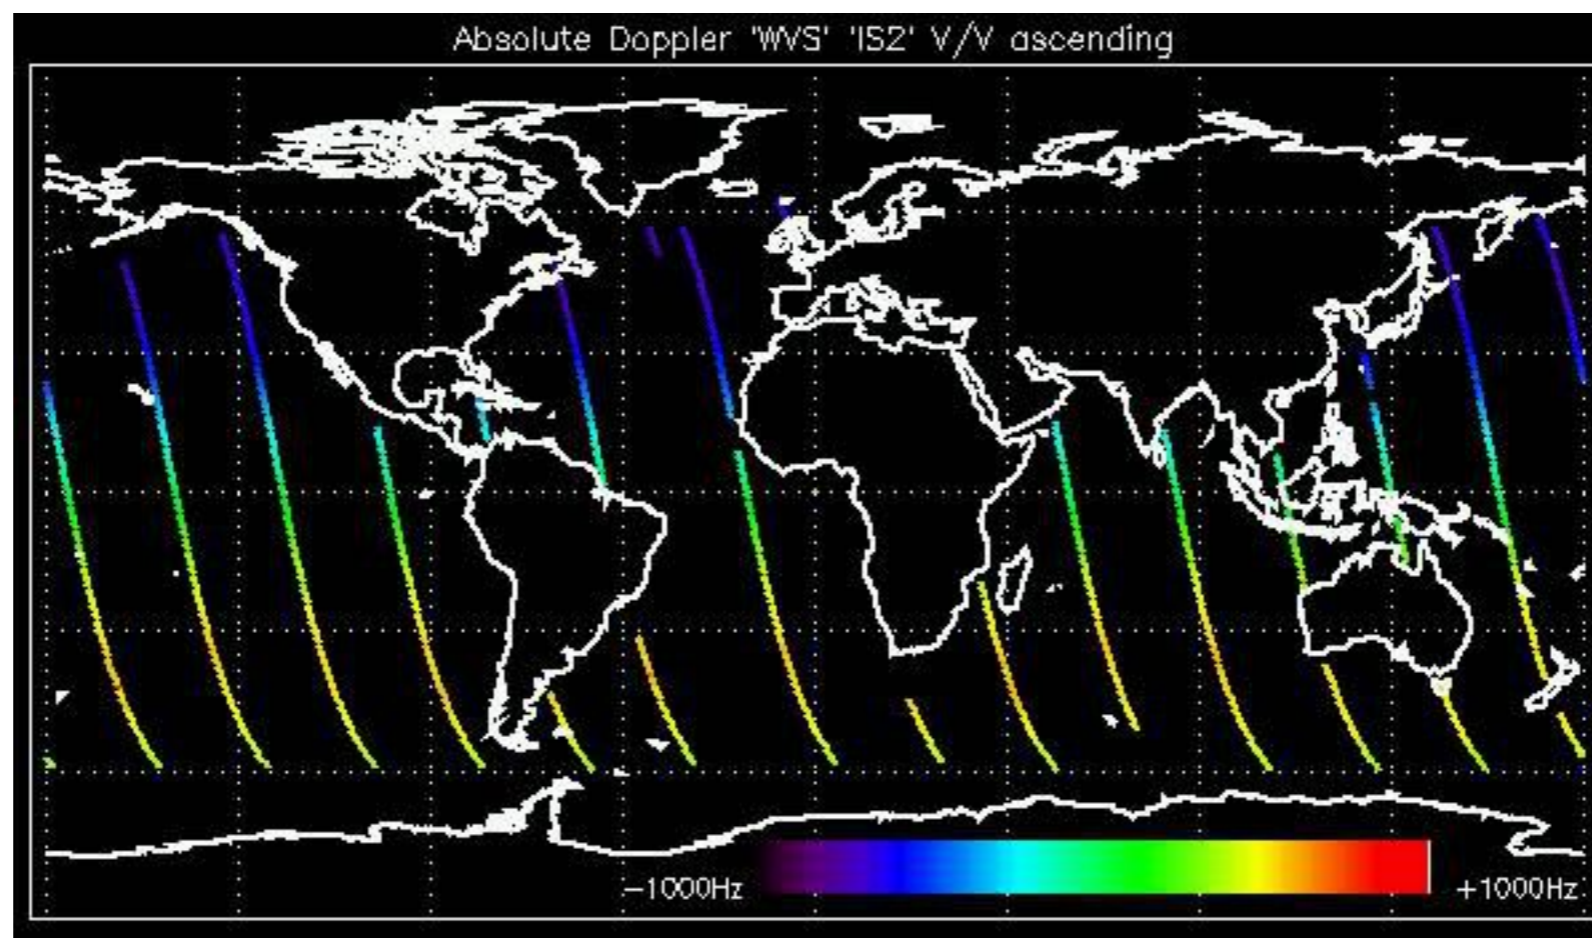 Absolute Doppler 'WVS' 'IS2' V/V ascending
−1000Hz +1000Hz